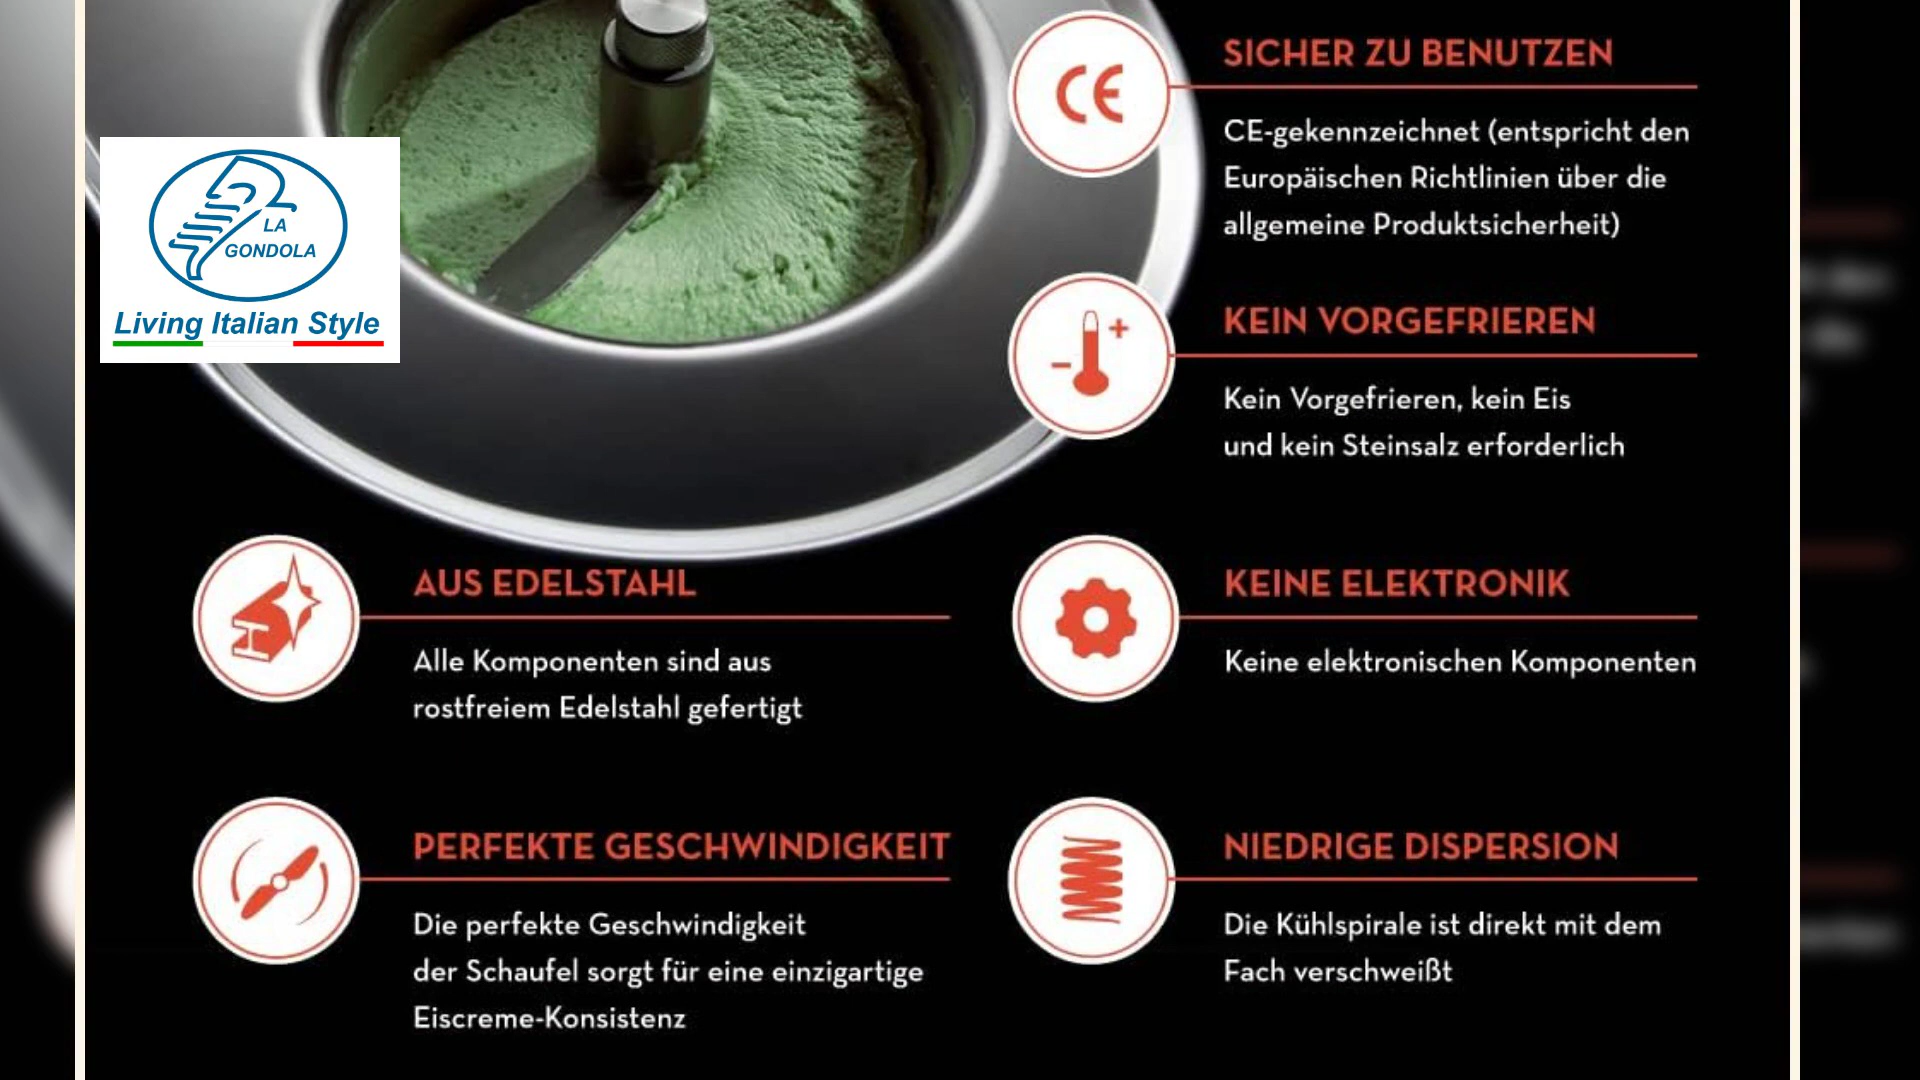 LA
GONDOLA
Living Italian Style
SICHER ZU BENUTZEN
CE
CE-gekennzeichnet (entspricht den
Europäischen Richtlinien über die
allgemeine Produktsicherheit)
KEIN VORGEFRIEREN
Kein Vorgefrieren, kein Eis
und kein Steinsalz erforderlich
AUS EDELSTAHL
Alle Komponenten sind aus
rostfreiem Edelstahl gefertigt
KEINE ELEKTRONIK
Keine elektronischen Komponenten
PERFEKTE GESCHWINDIGKEIT
Die perfekte Geschwindigkeit
der Schaufel sorgt für eine einzigartige
Eiscreme-Konsistenz
NIEDRIGE DISPERSION
Die Kühlspirale ist direkt mit dem
Fach verschweißt